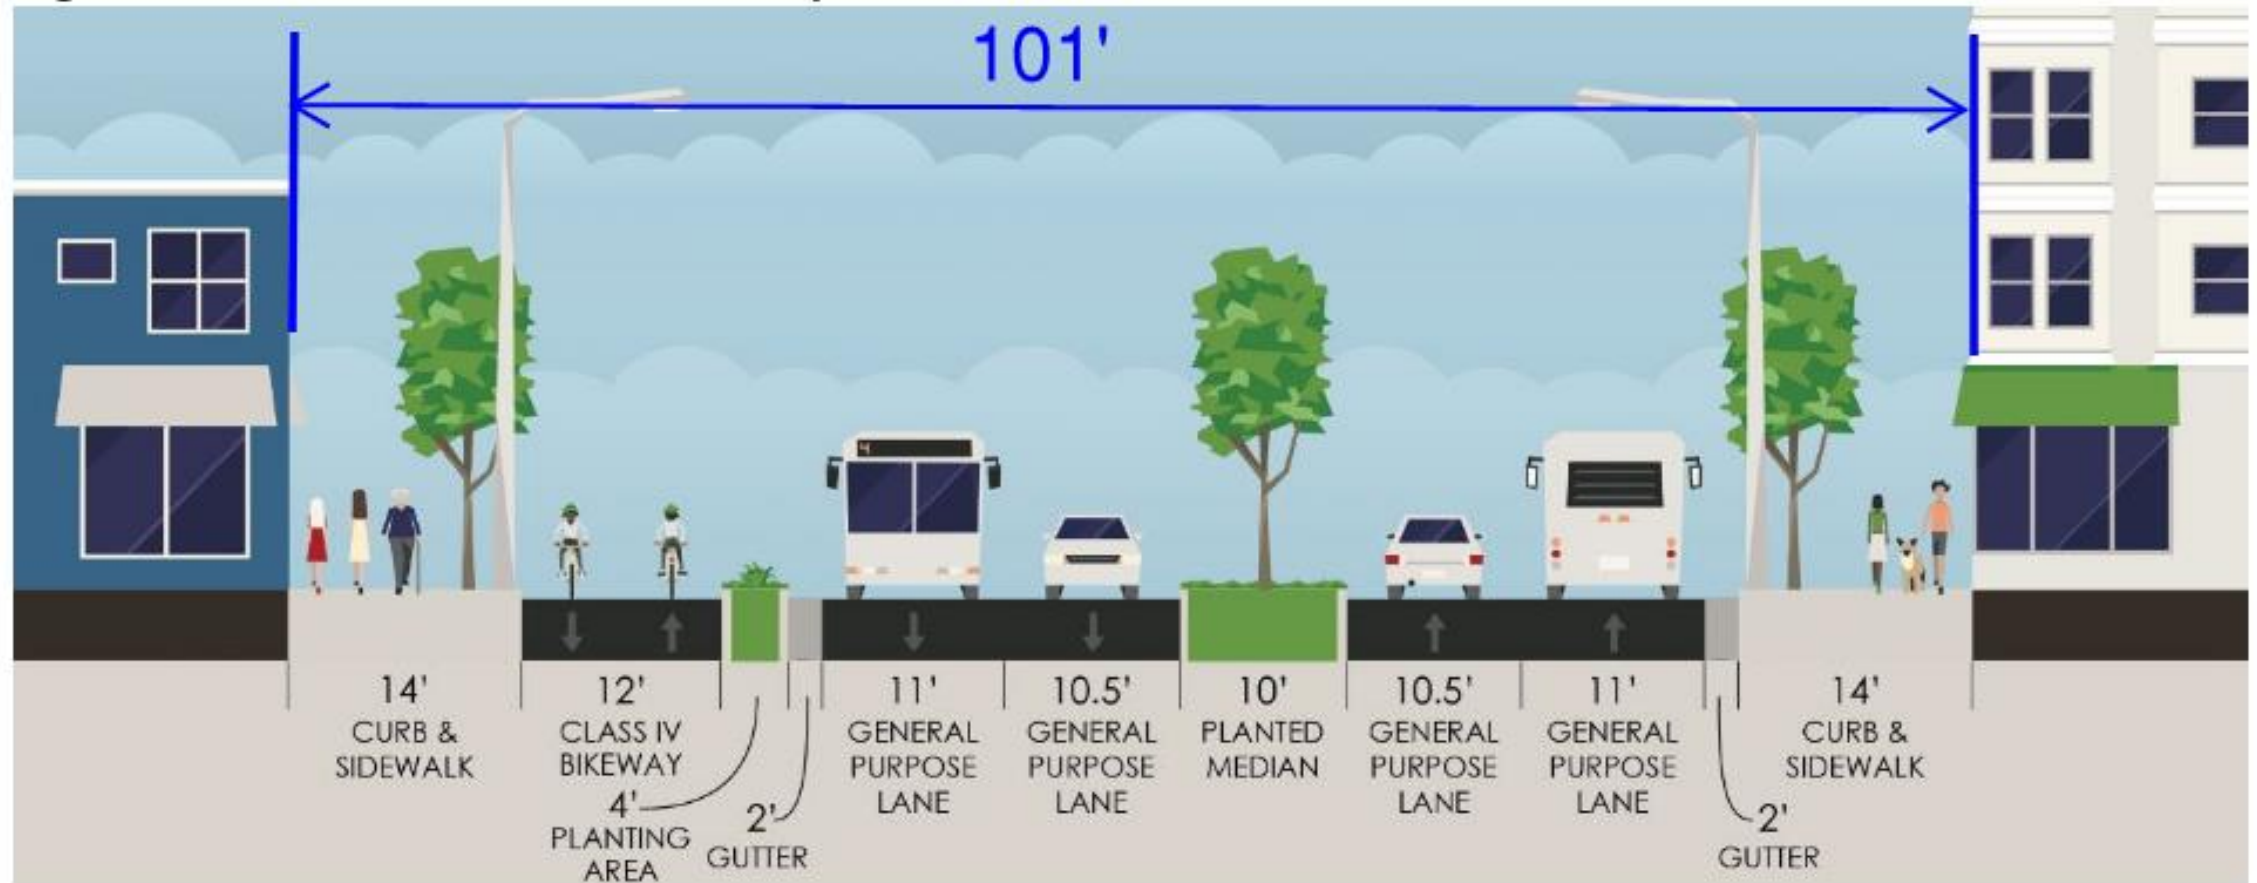 101'
4
14'
CURB &
SIDEWALK
12'
CLASS IV
BIKEWAY
4'
PLANTING
AREA
2'
GUTTER
11'
GENERAL
PURPOSE
LANE
10.5'
GENERAL
PURPOSE
LANE
10'
PLANTED
MEDIAN
10.5'
GENERAL
PURPOSE
LANE
11'
GENERAL
PURPOSE
LANE
2'
GUTTER
14'
CURB &
SIDEWALK